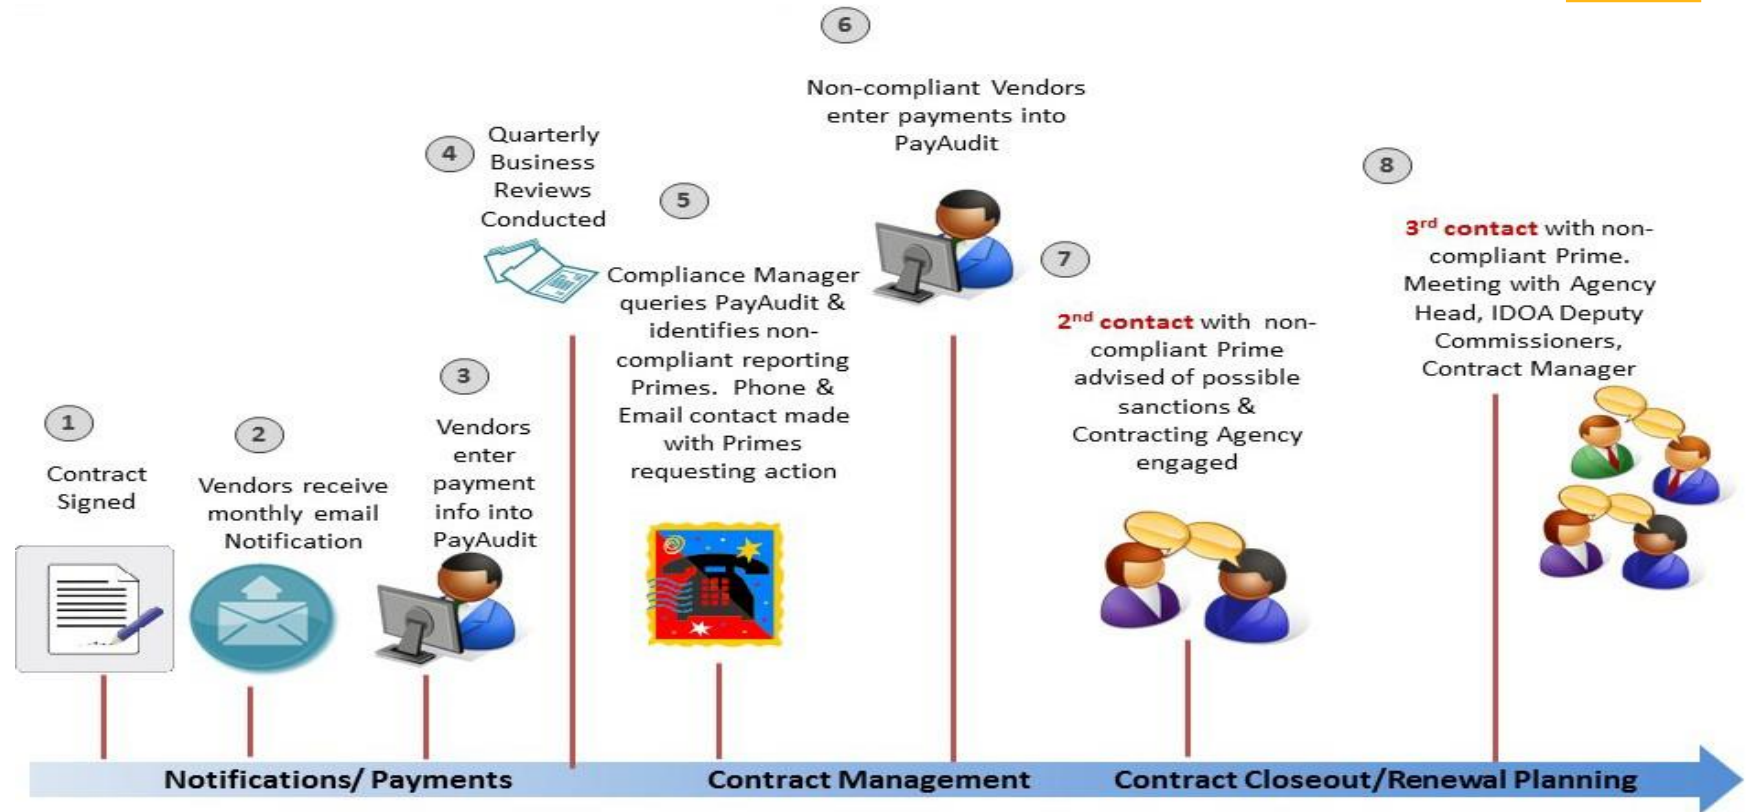 1
Contract
Signed
2
Vendors receive
monthly email
Notification
3
Vendors
enter
payment
info into
PayAudit
4
Quarterly
Business
Reviews
Conducted
5
Compliance Manager
queries PayAudit &
identifies non-
compliant reporting
Primes. Phone &
Email contact made
with Primes
requesting action
6
Non-compliant Vendors
enter payments into
PayAudit
7
2nd contact with non-
compliant Prime
advised of possible
sanctions &
Contracting Agency
engaged
8
3rd contact with non-
compliant Prime.
Meeting with Agency
Head, IDOA Deputy
Commissioners,
Contract Manager
Notifications/ Payments
Contract Management
Contract Closeout/Renewal Planning